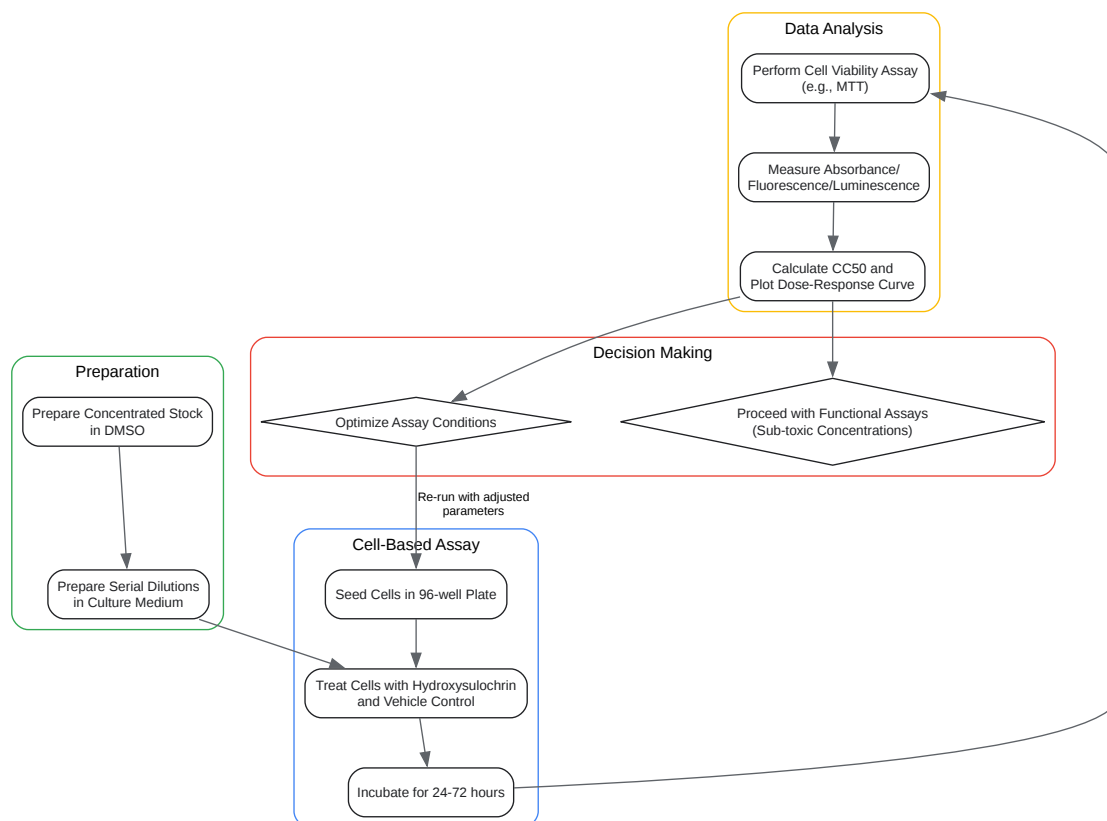 Data Analysis
Perform Cell Viability Assay
(e.g., MTT)
Measure Absorbance/
Fluorescence/Luminescence
Calculate CC50 and
Plot Dose-Response Curve
Decision Making
Optimize Assay Conditions
Proceed with Functional Assays
(Sub-toxic Concentrations)
Preparation
Prepare Concentrated Stock
in DMSO
Prepare Serial Dilutions
in Culture Medium
Re-run with adjusted
parameters
Cell-Based Assay
Seed Cells in 96-well Plate
Treat Cells with Hydroxysulochrin
and Vehicle Control
Incubate for 24-72 hours